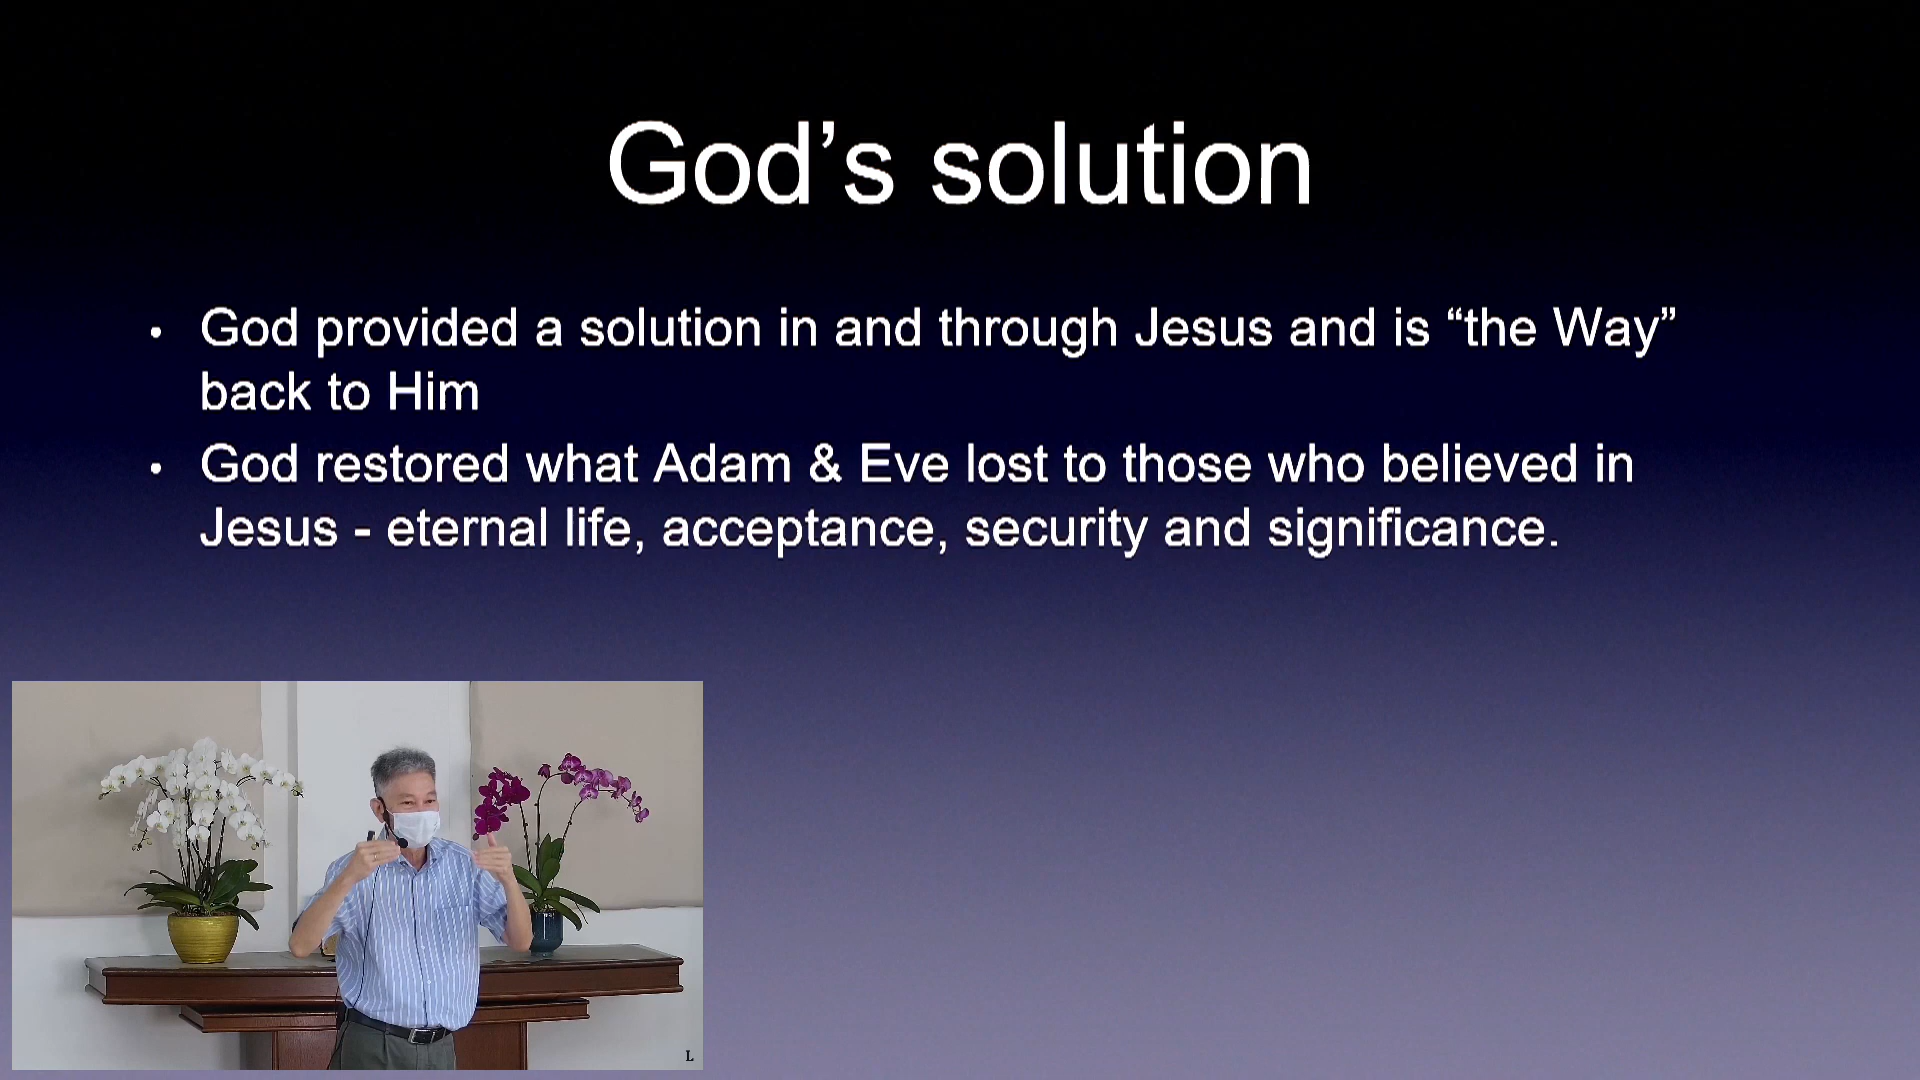 God’s solution
• God provided a solution in and through Jesus and is “the Way”
back to Him
• God restored what Adam & Eve lost to those who believed in
Jesus - eternal life, acceptance, security and significance.
L